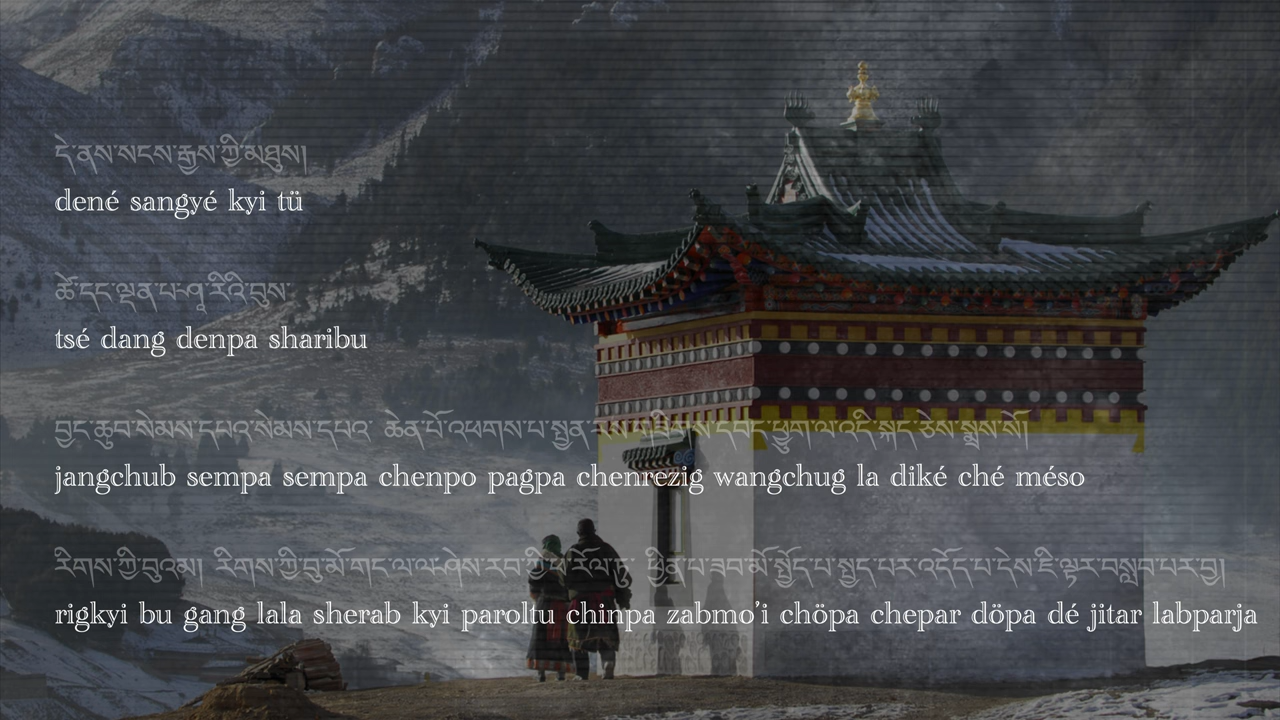 དེ་ནས་སངས་རྒྱས་ཀྱི་མཐུས།
dené sangyé kyi tü
ཚེ་དང་ལྡན་པ་ཤཱ་རིའི་བུས་
tsé dang denpa sharibu
བྱང་ཆུབ་སེམས་དཔའ་སེམས་དཔའ་ ཆེན་པོ་འཕགས་པ་སྤྱན་རས་གཟིགས་དབང་ཕྱུག་ལ་འདི་སྐད་ཅེས་སྨྲས་སོ།
jangchub sempa sempa chenpo pagpa chenrezig wangchug la diké ché méso
རིགས་ཀྱི་བུའམ། རིགས་ཀྱི་བུ་མོ་གང་ལ་ལ་ཤེས་རབ་ཀྱི་ཕ་རོལ་ཏུ་ ཕྱིན་པ་ཟབ་མོ་སྤྱོད་པ་སྤྱད་པར་འདོད་པ་དེས་ཇི་ལྟར་བསླབ་པར་བྱ།
rigkyi bu gang lala sherab kyi paroltu chinpa zabmo’i chöpa chepar döpa dé jitar labparja